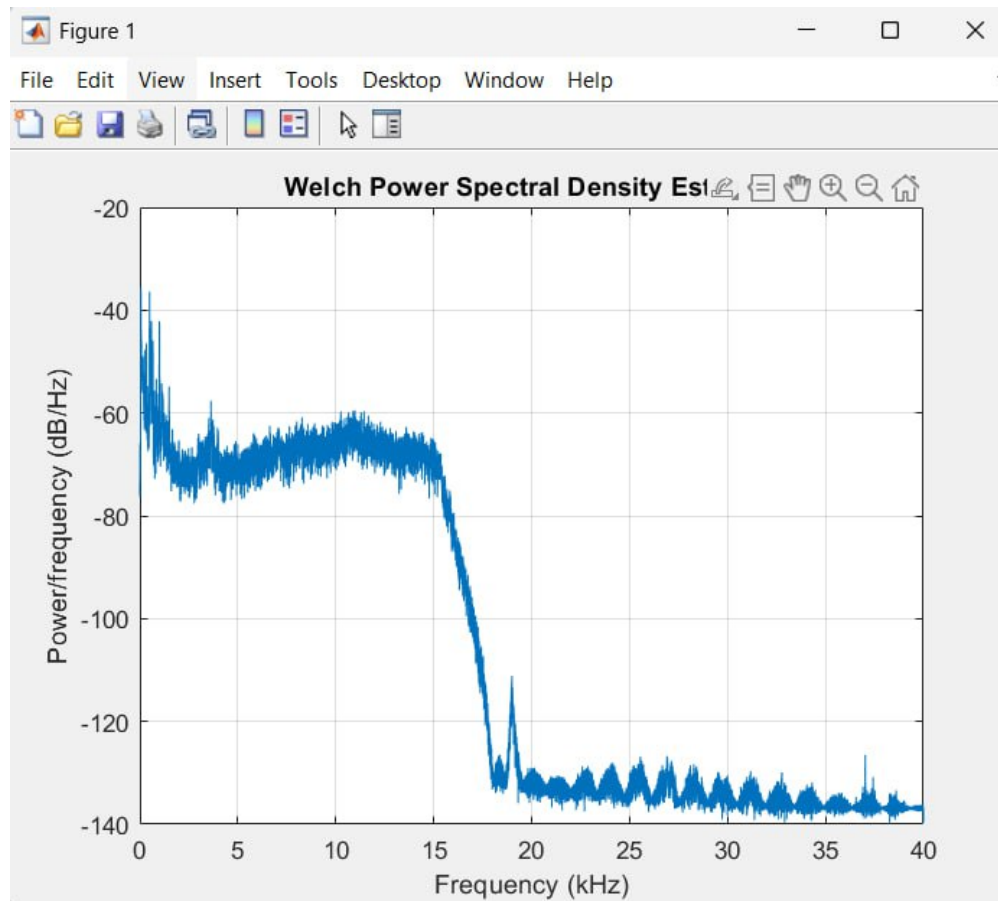 Figure 1
File Edit View Insert Tools Desktop Window Help
Welch Power Spectral Density Est
-20
-40
-60
-80
-100
-120
-140
Power/frequency (dB/Hz)
0 5 10 15 20 25 30 35 40
Frequency (kHz)